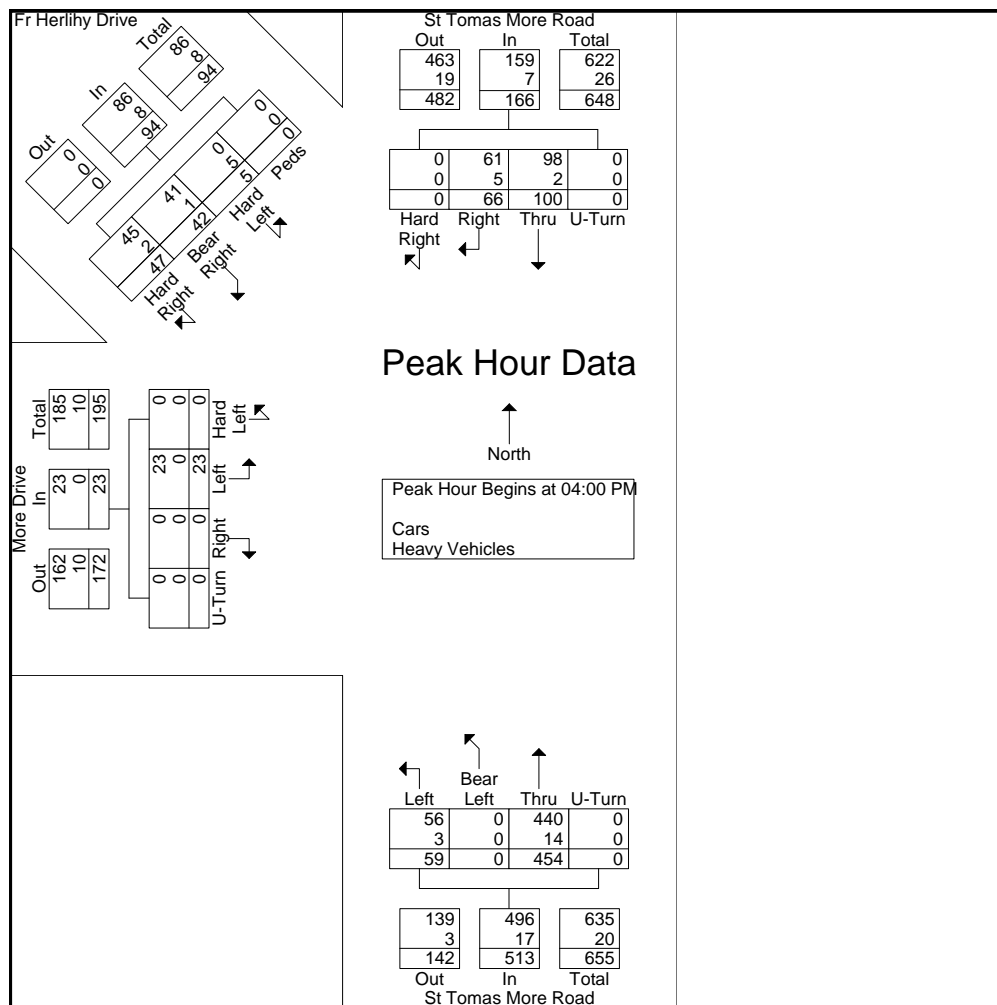 Fr Herlihy Drive
Total
86
8
94
In
86
8
94
Out
0
0
0
0
0
0
Peds
0
5
5
Hard
Left
41
1
42
Bear
Right
45
2
47
Hard
Right
St Tomas More Road
Out In Total
463 159 622
19 7 26
482 166 648
0 61 98 0
0 5 2 0
0 66 100 0
Hard Right Thru U-Turn
Right
Peak Hour Data
North
Peak Hour Begins at 04:00 PM
Cars
Heavy Vehicles
More Drive
Total
185
10
195
In
23
0
23
Out
162
10
172
0
0
0
Hard
Left
23
0
23
Left
0
0
0
Right
0
0
0
U-Turn
Bear
Left Left Thru U-Turn
56 0 440 0
3 0 14 0
59 0 454 0
139 496 635
3 17 20
142 513 655
Out In Total
St Tomas More Road